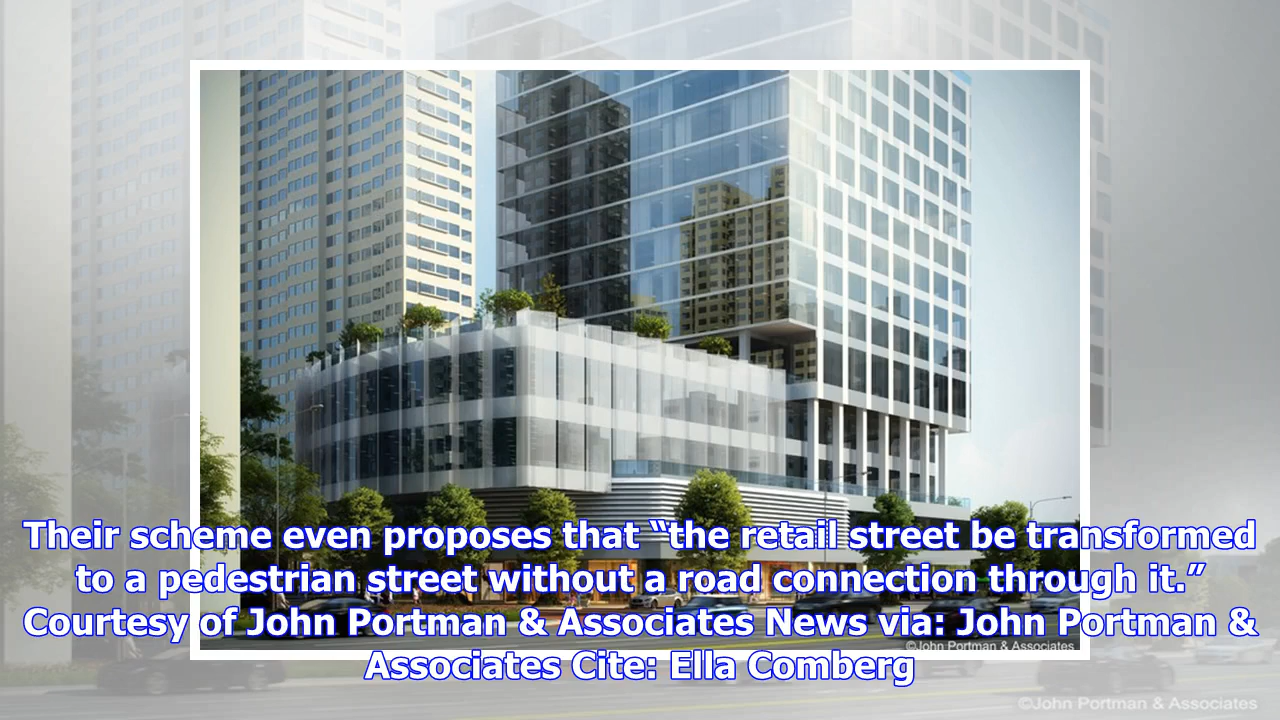 Their scheme even proposes that “the retail street be transformed
to a pedestrian street without a road connection through it.”
Courtesy of John Portman & Associates News via: John Portman &
Associates Cite: Ella Comberg
©John Portman & Associates
©John Portman & Associates